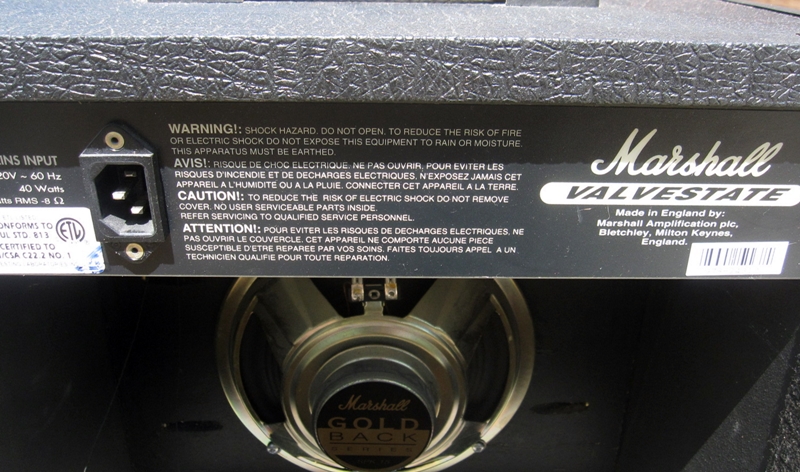 WARNING!: SHOCK HAZARD. DO NOT OPEN. TO REDUCE THE RISK OF FIRE
OR ELECTRIC SHOCK DO NOT EXPOSE THIS EQUIPMENT TO RAIN OR MOISTURE.
THIS APPARATUS MUST BE EARTHED.
AVIS!: RISQUE DE CHOC ELECTRIQUE. NE PAS OUVRIR. POUR EVITER LES
RISQUES D'INCENDIE ET DE DECHARGES ELECTRIQUES, N'EXPOSEZ JAMAIS CET
APPAREIL A L'HUMIDITE OU A LA PLUIE. CONNECTER CET APPAREIL A LA TERRE.
CAUTION!: TO REDUCE THE RISK OF ELECTRIC SHOCK DO NOT REMOVE
COVER. NO USER SERVICEABLE PARTS INSIDE.
REFER SERVICING TO QUALIFIED SERVICE PERSONNEL.
ATTENTION!: POUR EVITER LES RISQUES DE DECHARGES ELECTRIQUES. NE
PAS OUVRIR LE COUVERCLE. CET APPAREIL NE COMPORTE AUCUNE PIECE
SUSCEPTIBLE D'ETRE REPAREE PAR VOS SOINS. FAITES TOUJOURS APPEL A UN
TECHNICIEN QUALIFIE POUR TOUTE REPARATION.
INPUT
20V ~ 60 Hz
40 Watts
RMS -8 Ω
ONFORMS TO
UL STD. 813
CERTIFIED TO
CSA C22.2 NO. 1
ETL
Marshall
VALVESTATE
Made in England by:
Marshall Amplification plc,
Bletchley, Milton Keynes,
England.
Marshall
GOLD
BACK
SERIES